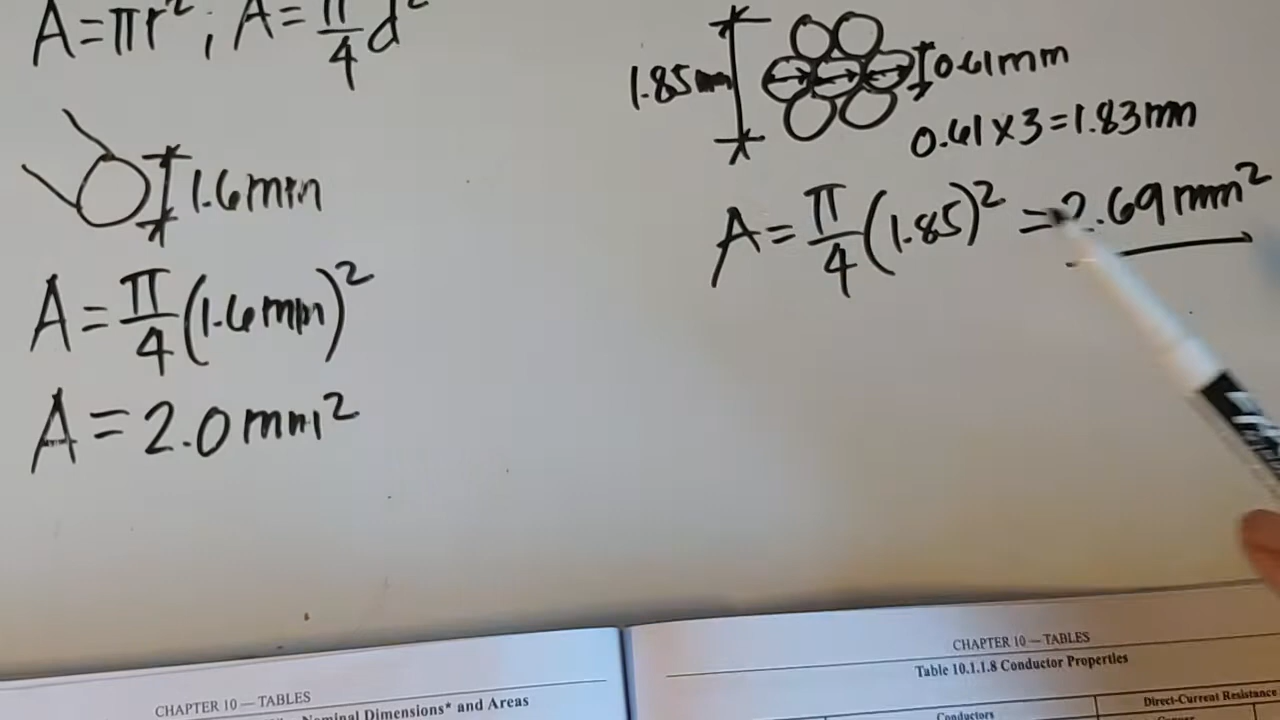 A = πr² ; A = π/4 d²
1.6mm
A = π/4 (1.6mm)²
A = 2.0 mm²
1.85mm
0.61mm
0.61 x 3 = 1.83mm
A = π/4 (1.85)² = 2.69 mm²
CHAPTER 10 — TABLES
Nominal Dimensions* and Areas
CHAPTER 10 — TABLES
Table 10.1.1.8 Conductor Properties
Conductors
Direct-Current Resistance